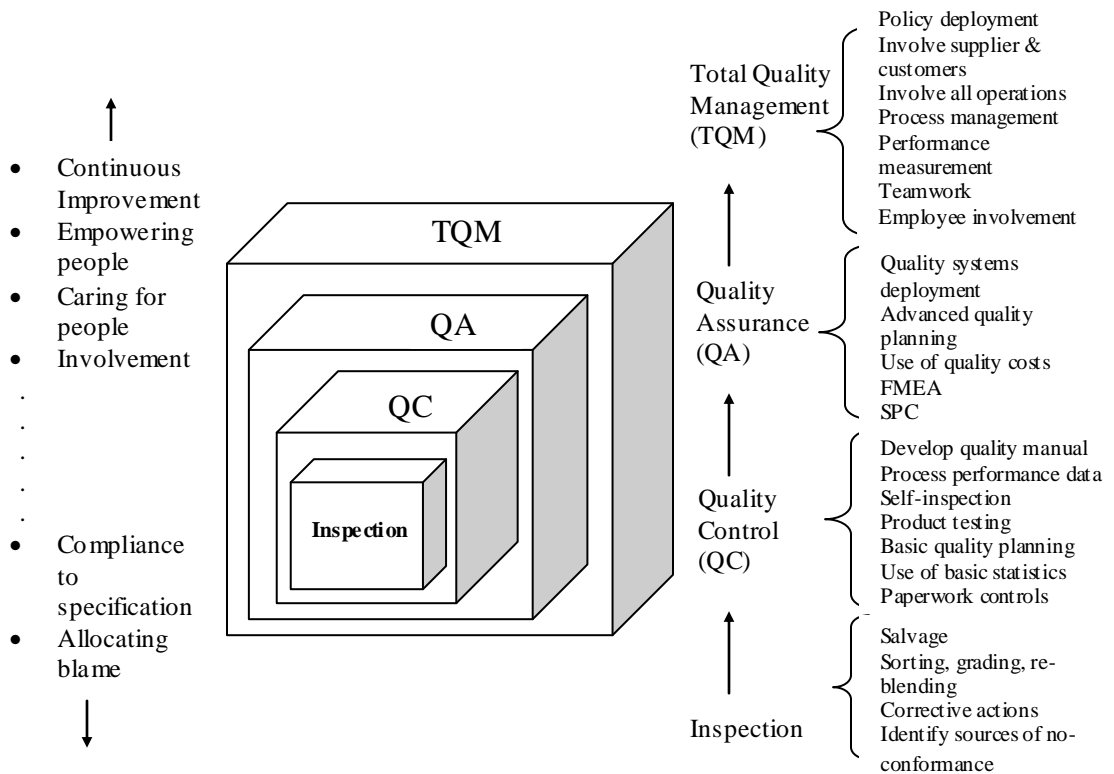 • Continuous
Improvement
• Empowering
people
• Caring for
people
• Involvement
.
.
.
.
.
• Compliance
to
specification
• Allocating
blame
TQM
QA
QC
Inspection
Total Quality
Management
(TQM)
Quality
Assurance
(QA)
Quality
Control
(QC)
Inspection
Policy deployment
Involve supplier &
customers
Involve all operations
Process management
Performance
measurement
Teamwork
Employee involvement
Quality systems
deployment
Advanced quality
planning
Use of quality costs
FMEA
SPC
Develop quality manual
Process performance data
Self-inspection
Product testing
Basic quality planning
Use of basic statistics
Paperwork controls
Salvage
Sorting, grading, re-
blending
Corrective actions
Identify sources of no-
conformance